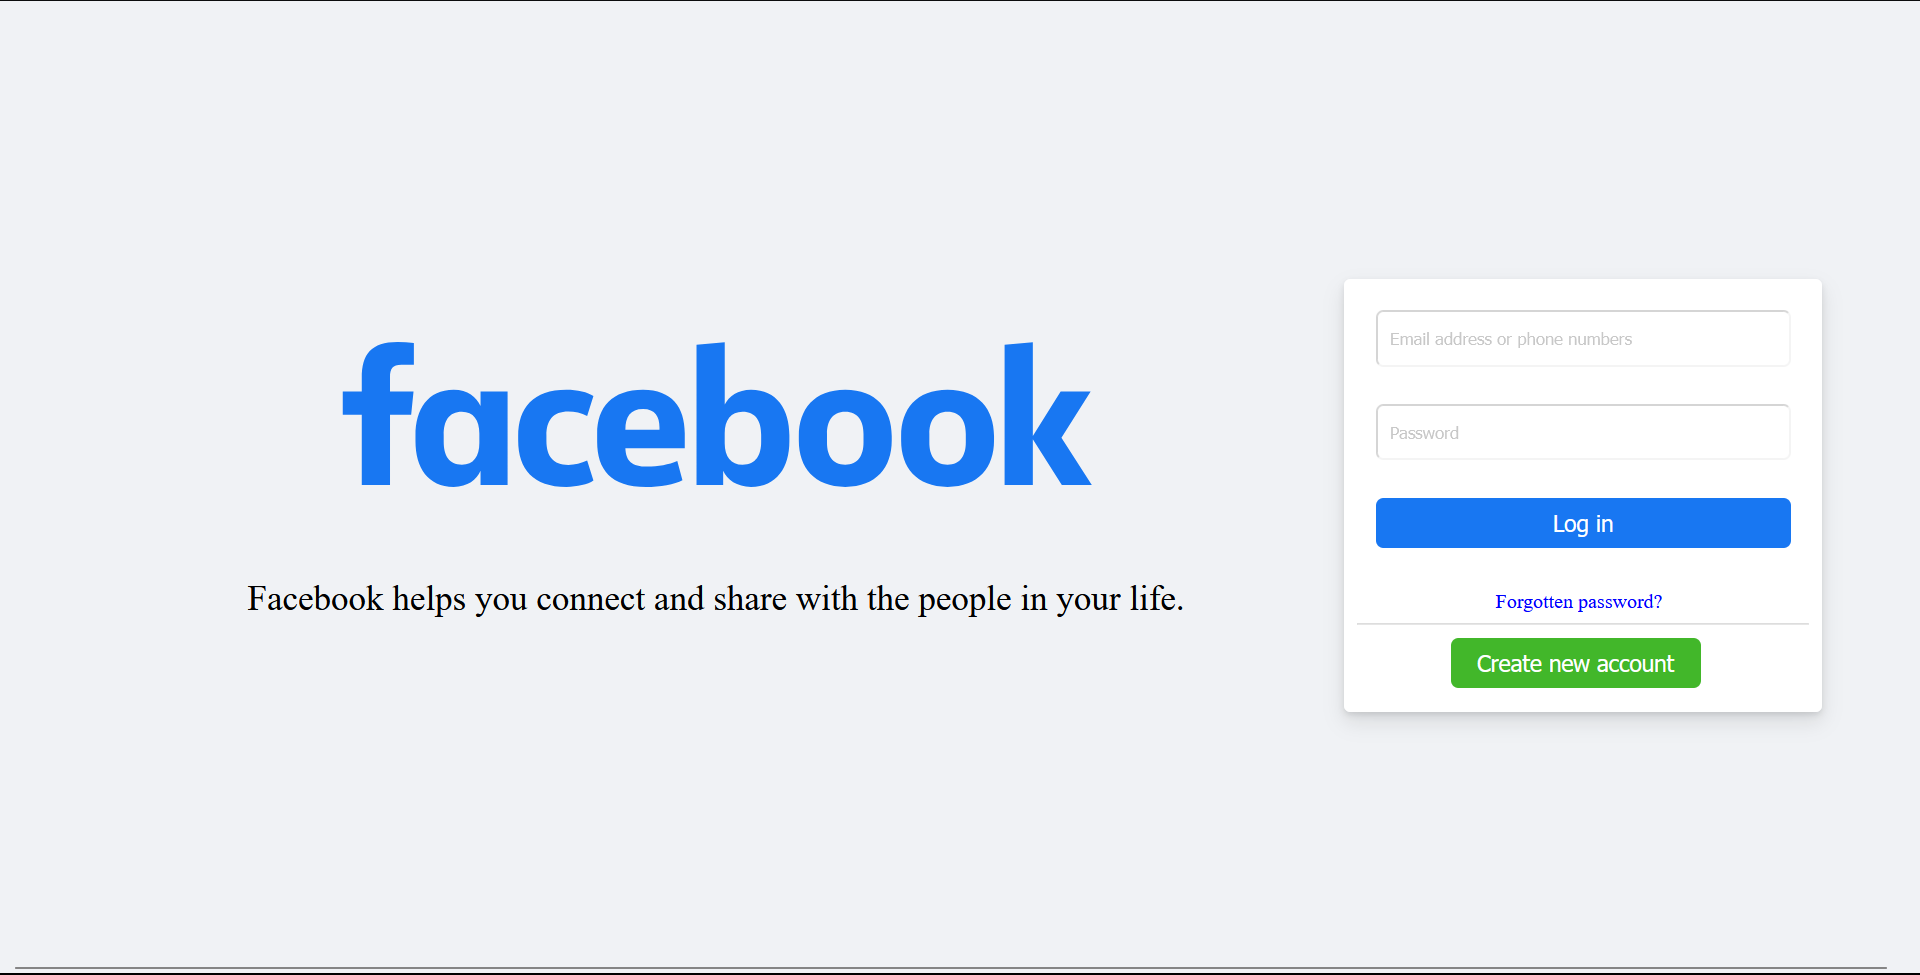 facebook
Facebook helps you connect and share with the people in your life.
Email address or phone numbers
Password
Log in
Forgotten password?
Create new account